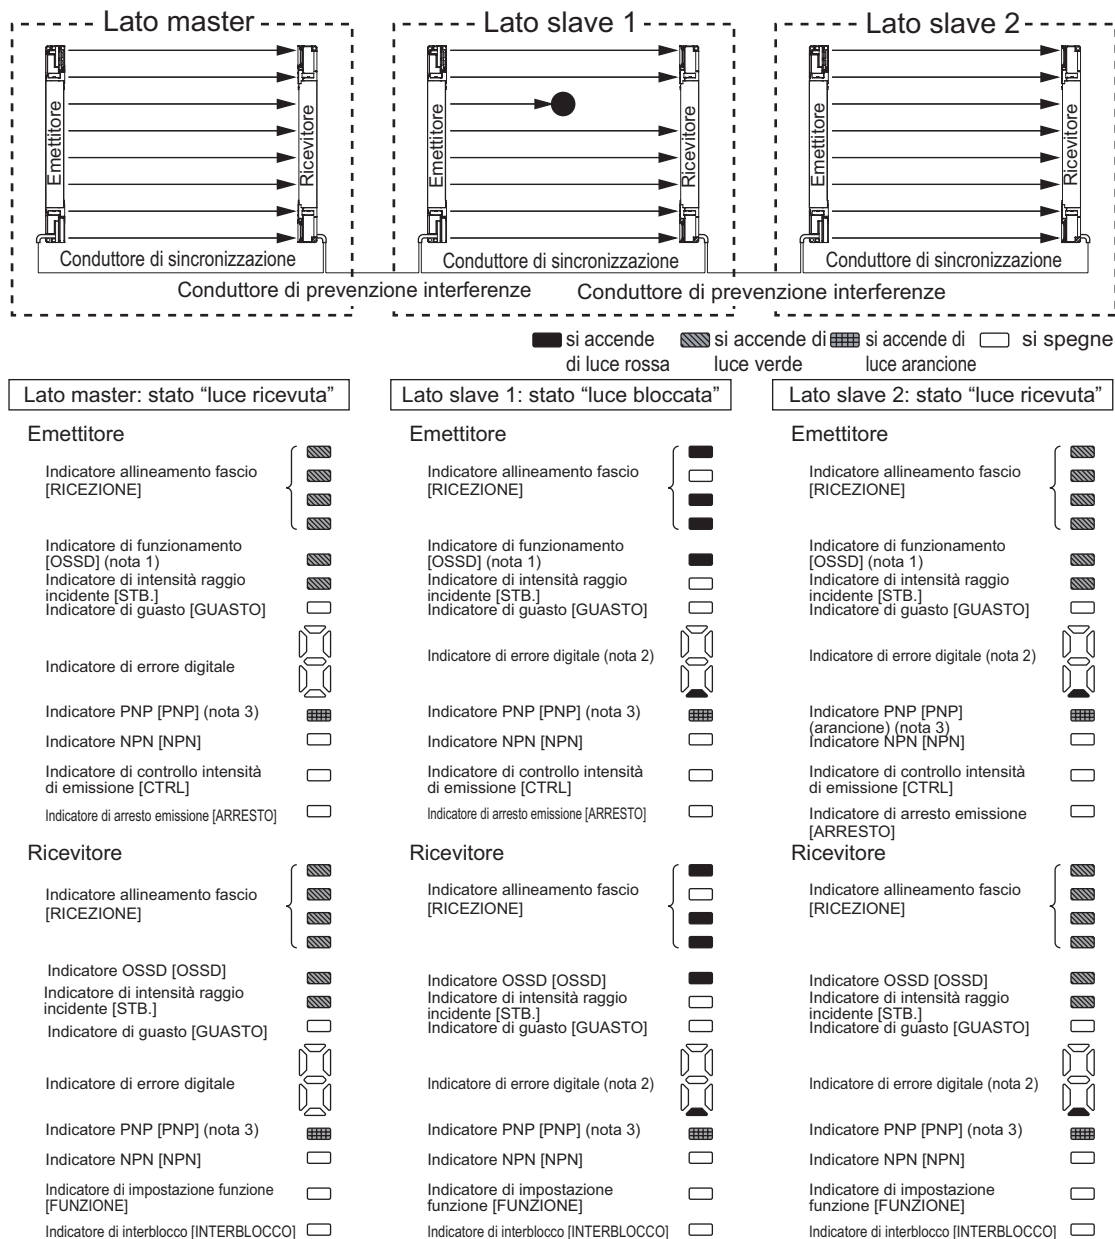 Lato master
Lato slave 1
Lato slave 2
Emettitore
Ricevitore
Emettitore
Ricevitore
Emettitore
Ricevitore
Conduttore di sincronizzazione
Conduttore di sincronizzazione
Conduttore di sincronizzazione
Conduttore di prevenzione interferenze
Conduttore di prevenzione interferenze
si accende
di luce rossa
si accende di
luce verde
si accende di
luce arancione
si spegne
Lato master: stato “luce ricevuta”
Emettitore
Indicatore allineamento fascio
[RICEZIONE]
Indicatore di funzionamento
[OSSD] (nota 1)
Indicatore di intensità raggio
incidente [STB.]
Indicatore di guasto [GUASTO]
Indicatore di errore digitale
Indicatore PNP [PNP] (nota 3)
Indicatore NPN [NPN]
Indicatore di controllo intensità
di emissione [CTRL]
Indicatore di arresto emissione [ARRESTO]
Ricevitore
Indicatore allineamento fascio
[RICEZIONE]
Indicatore OSSD [OSSD]
Indicatore di intensità raggio
incidente [STB.]
Indicatore di guasto [GUASTO]
Indicatore di errore digitale
Indicatore PNP [PNP] (nota 3)
Indicatore NPN [NPN]
Indicatore di impostazione funzione
[FUNZIONE]
Indicatore di interblocco [INTERBLOCCO]
Lato slave 1: stato “luce bloccata”
Emettitore
Indicatore allineamento fascio
[RICEZIONE]
Indicatore di funzionamento
[OSSD] (nota 1)
Indicatore di intensità raggio
incidente [STB.]
Indicatore di guasto [GUASTO]
Indicatore di errore digitale (nota 2)
Indicatore PNP [PNP] (nota 3)
Indicatore NPN [NPN]
Indicatore di controllo intensità
di emissione [CTRL]
Indicatore di arresto emissione [ARRESTO]
Ricevitore
Indicatore allineamento fascio
[RICEZIONE]
Indicatore OSSD [OSSD]
Indicatore di intensità raggio
incidente [STB.]
Indicatore di guasto [GUASTO]
Indicatore di errore digitale (nota 2)
Indicatore PNP [PNP] (nota 3)
Indicatore NPN [NPN]
Indicatore di impostazione
funzione [FUNZIONE]
Indicatore di interblocco [INTERBLOCCO]
Lato slave 2: stato “luce ricevuta”
Emettitore
Indicatore allineamento fascio
[RICEZIONE]
Indicatore di funzionamento
[OSSD] (nota 1)
Indicatore di intensità raggio
incidente [STB.]
Indicatore di guasto [GUASTO]
Indicatore di errore digitale (nota 2)
Indicatore PNP [PNP]
(arancione) (nota 3)
Indicatore NPN [NPN]
Indicatore di controllo intensità
di emissione [CTRL]
Indicatore di arresto emissione
[ARRESTO]
Ricevitore
Indicatore allineamento fascio
[RICEZIONE]
Indicatore OSSD [OSSD]
Indicatore di intensità raggio
incidente [STB.]
Indicatore di guasto [GUASTO]
Indicatore di errore digitale (nota 2)
Indicatore PNP [PNP] (nota 3)
Indicatore NPN [NPN]
Indicatore di impostazione
funzione [FUNZIONE]
Indicatore di interblocco [INTERBLOCCO]